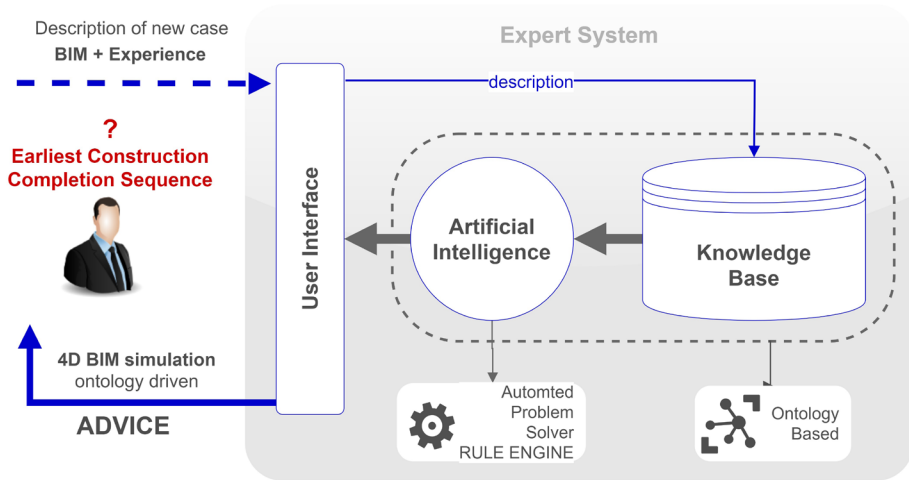 Description of new case
BIM + Experience
Expert System
description
?
Earliest Construction
Completion Sequence
User Interface
Artificial
Intelligence
Knowledge
Base
4D BIM simulation
ontology driven
ADVICE
Automted
Problem
Solver
RULE ENGINE
Ontology
Based